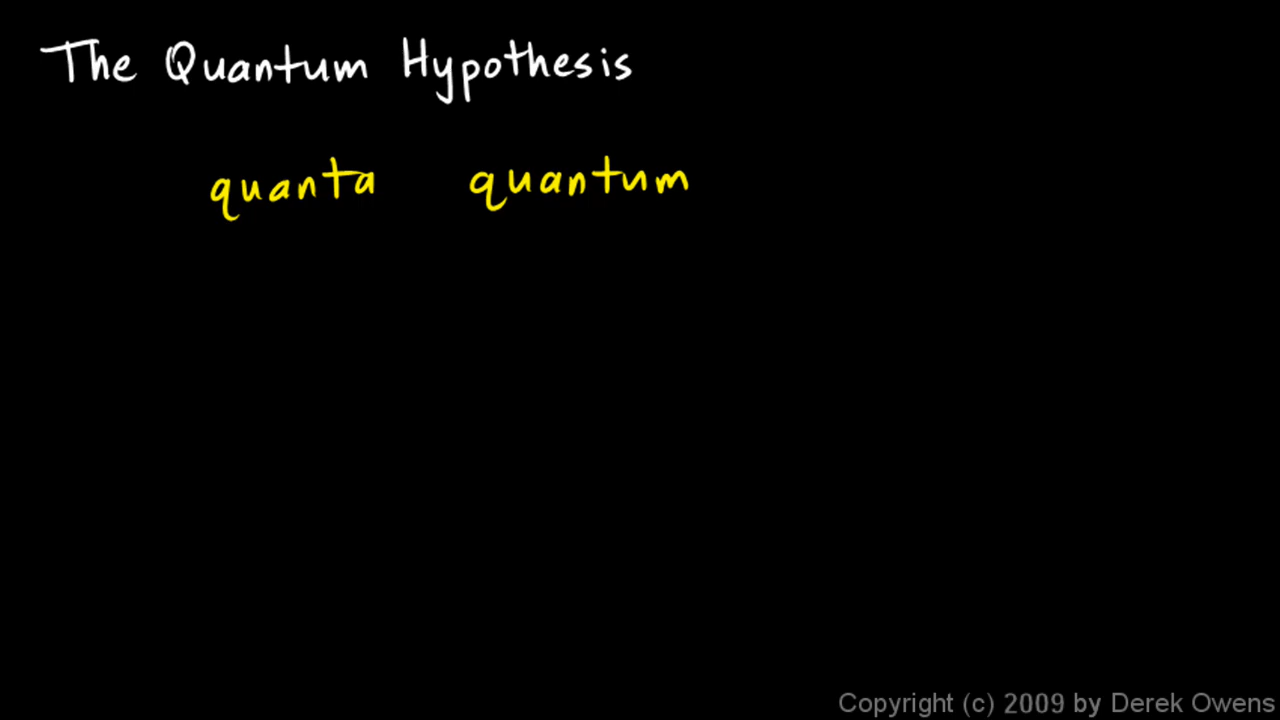 The Quantum Hypothesis
quanta quantum
Copyright (c) 2009 by Derek Owens